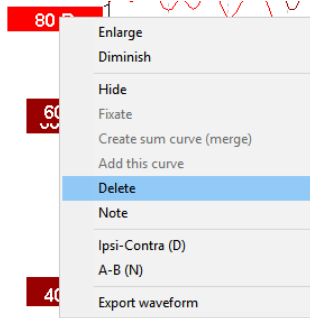 80
Enlarge
Diminish
Hide
60
Fixate
Create sum curve (merge)
Add this curve
Delete
Note
Ipsi-Contra (D)
A-B (N)
40
Export waveform